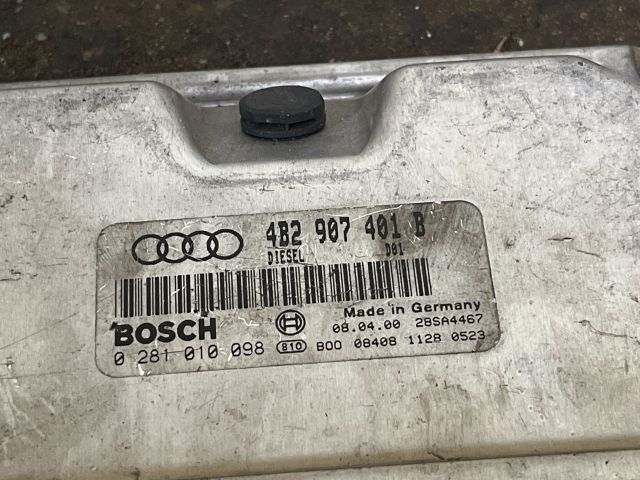 4B2 907 401 B
DIESEL D01
BOSCH
Made in Germany
08.04.00 28SA4467
0 281 010 098 810 B00 08408 1128 0523